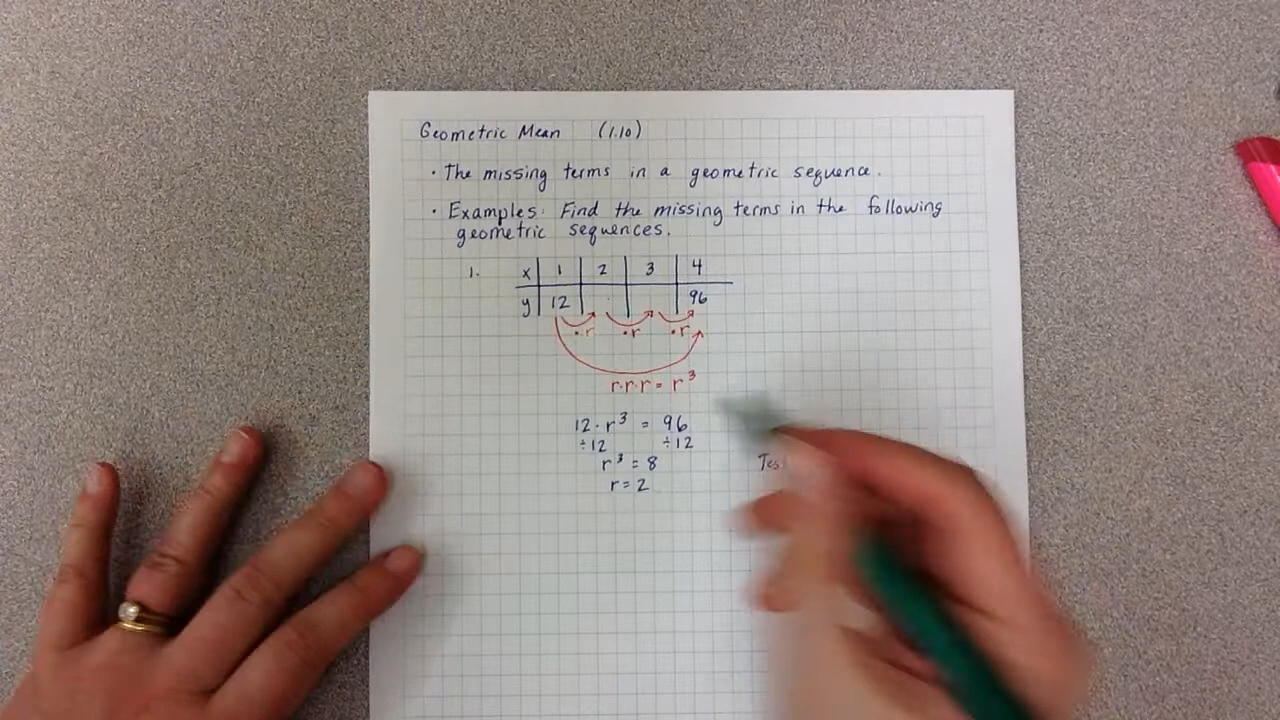 Geometric Mean (1.10)
• The missing terms in a geometric sequence.
• Examples: Find the missing terms in the following
geometric sequences.
1. x 1 2 3 4
y 12 96
·r ·r ·r
r·r·r = r³
12·r³ = 96
÷12 ÷12
r³ = 8
r = 2